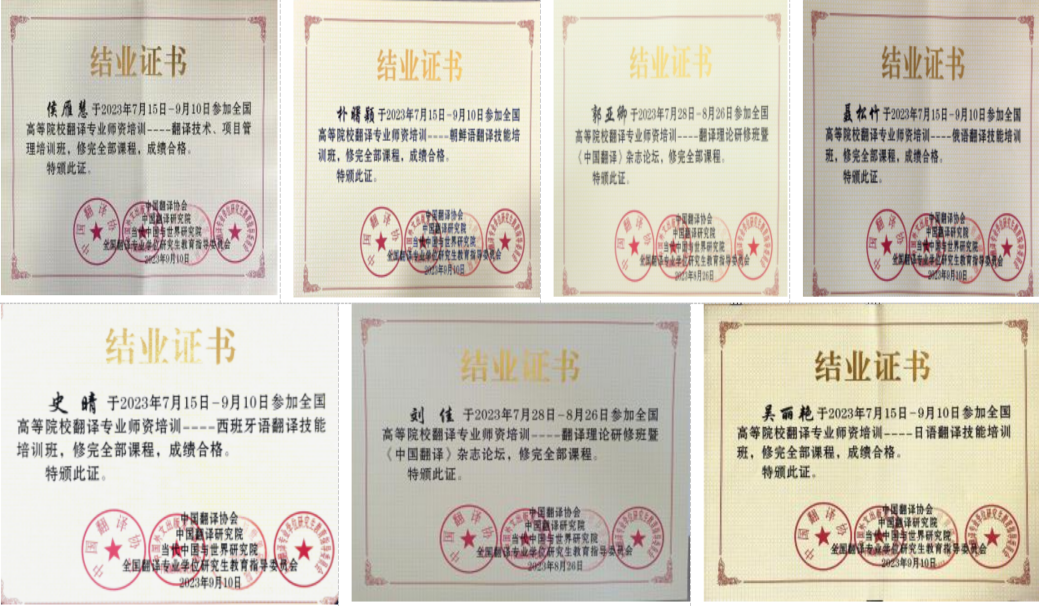 结业证书
侯雁慧 于2023年7月15日-9月10日参加全国
高等院校翻译专业师资培训----翻译技术、项目管
理培训班，修完全部课程，成绩合格。
特颁此证。
中国翻译协会
中国翻译研究院
当代中国与世界研究院
全国翻译专业学位研究生教育指导委员会
2023年9月10日
结业证书
于2023年7月15日-9月10日参加全国
高等院校翻译专业师资培训----朝鲜语翻译技能培
训班，修完全部课程，成绩合格。
特颁此证。
中国翻译协会
中国翻译研究院
当代中国与世界研究院
全国翻译专业学位研究生教育指导委员会
2023年9月10日
结业证书
郭亚卿 于2023年7月28日-8月26日参加全国
高等院校翻译专业师资培训----翻译理论研修班暨
《中国翻译》杂志论坛，修完全部课程。
特颁此证。
中国翻译协会
中国翻译研究院
当代中国与世界研究院
全国翻译专业学位研究生教育指导委员会
2023年8月26日
结业证书
聂松竹 于2023年7月15日-9月10日参加全国
高等院校翻译专业师资培训----俄语翻译技能培训
班，修完全部课程，成绩合格。
特颁此证。
中国翻译协会
中国翻译研究院
当代中国与世界研究院
全国翻译专业学位研究生教育指导委员会
2023年9月10日
结业证书
史晴 于2023年7月15日-9月10日参加全国
高等院校翻译专业师资培训----西班牙语翻译技能
培训班，修完全部课程，成绩合格。
特颁此证。
中国翻译协会
中国翻译研究院
当代中国与世界研究院
全国翻译专业学位研究生教育指导委员会
2023年9月10日
结业证书
刘佳 于2023年7月28日-8月26日参加全国
高等院校翻译专业师资培训----翻译理论研修班暨
《中国翻译》杂志论坛，修完全部课程。
特颁此证。
中国翻译协会
中国翻译研究院
当代中国与世界研究院
全国翻译专业学位研究生教育指导委员会
2023年8月26日
结业证书
吴丽艳 于2023年7月15日-9月10日参加全国
高等院校翻译专业师资培训----日语翻译技能培训
班，修完全部课程，成绩合格。
特颁此证。
中国翻译协会
中国翻译研究院
当代中国与世界研究院
全国翻译专业学位研究生教育指导委员会
2023年9月10日